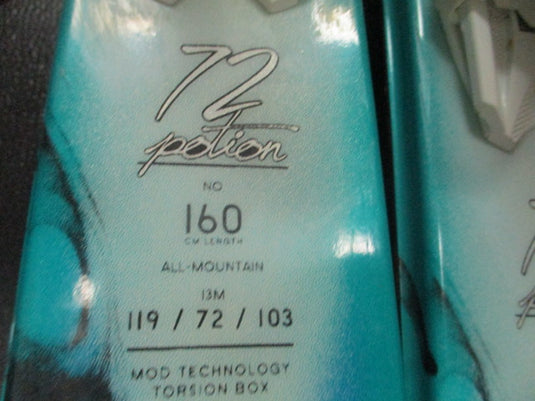 72
potion
NO
160
CM LENGTH
ALL-MOUNTAIN
13M
119 / 72 / 103
MOD TECHNOLOGY
TORSION BOX